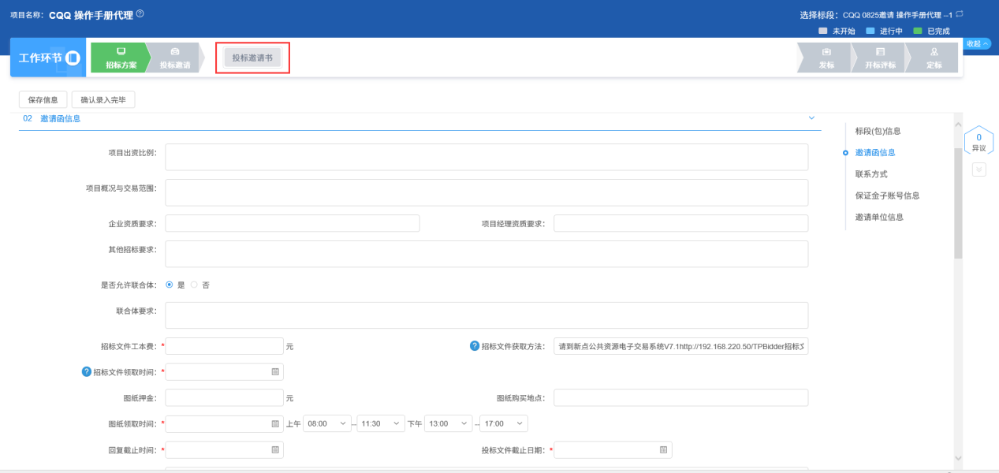 项目名称：CQQ 操作手册代理 ?
选择标段：CQQ 0825邀请 操作手册代理 --1
未开始 进行中 已完成
收起
工作环节 招标方案 投标邀请 投标邀请书 发标 开标评标 定标
保存信息 确认录入完毕
02 邀请函信息
项目出资比例：
项目概况与交易范围：
企业资质要求： 项目经理资质要求：
其他招标要求：
是否允许联合体： 是 否
联合体要求：
招标文件工本费：* 元 ? 招标文件获取方法： 请到新点公共资源电子交易系统V7.1http://192.168.220.50/TPBidder招标文
? 招标文件领取时间：*
图纸押金： 元 图纸购买地点：
图纸领取时间：* 上午 08:00 -- 11:30 下午 13:00 -- 17:00
回复截止时间：* 投标文件截止日期：*
标段(包)信息
邀请函信息
联系方式
保证金子账号信息
邀请单位信息
0
异议